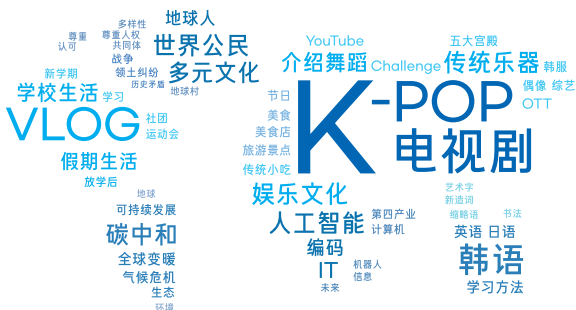 多样性
地球人
尊重
尊重人权
认可
共同体
世界公民
战争
多元文化
领土纠纷
历史矛盾
地球村
新学期
学校生活
学习
VLOG
社团
运动会
假期生活
放学后
地球
可持续发展
碳中和
全球变暖
气候危机
生态
环境
YouTube
介绍舞蹈
Challenge
五大宫殿
传统乐器
韩服
偶像 综艺
OTT
K-POP
电视剧
节日
美食
美食店
旅游景点
传统小吃
娱乐文化
人工智能
第四产业
计算机
编码
IT
机器人
信息
未来
艺术字
新造词
缩略语
书法
英语 日语
韩语
学习方法